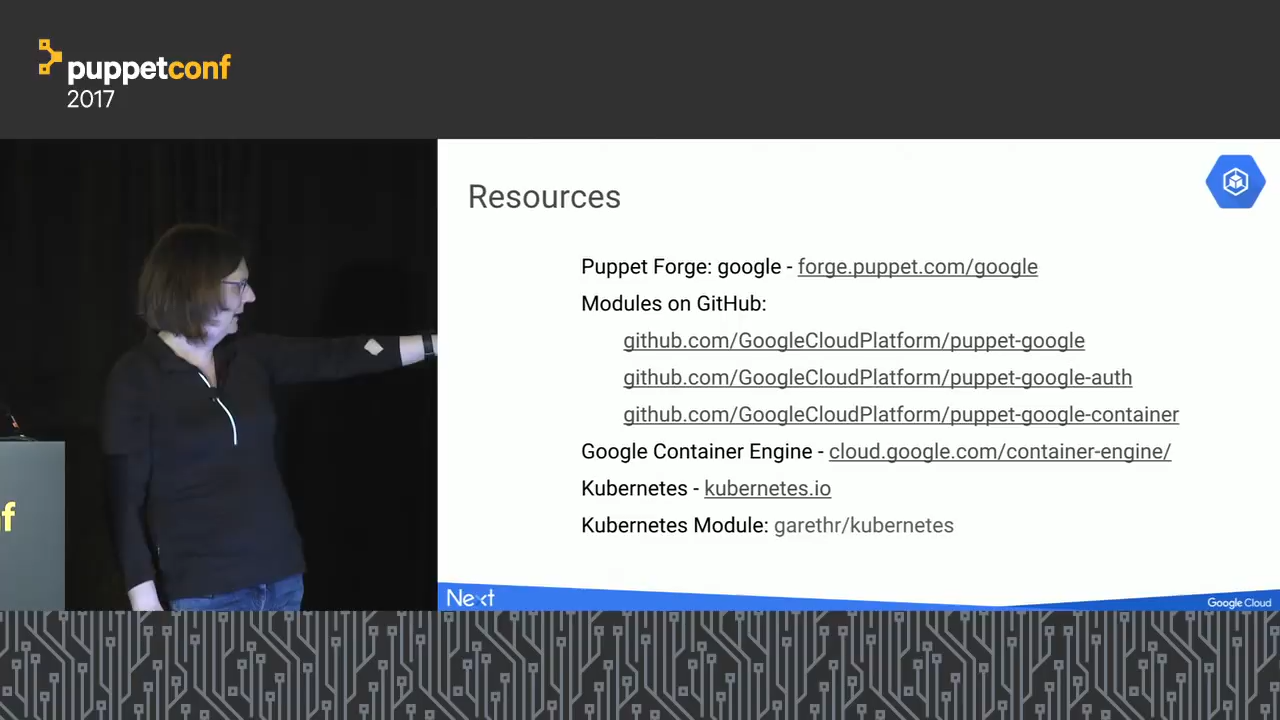 puppetconf
2017
Resources
Puppet Forge: google - forge.puppet.com/google
Modules on GitHub:
github.com/GoogleCloudPlatform/puppet-google
github.com/GoogleCloudPlatform/puppet-google-auth
github.com/GoogleCloudPlatform/puppet-google-container
Google Container Engine - cloud.google.com/container-engine/
Kubernetes - kubernetes.io
Kubernetes Module: garethr/kubernetes
nf
Next
Google Cloud